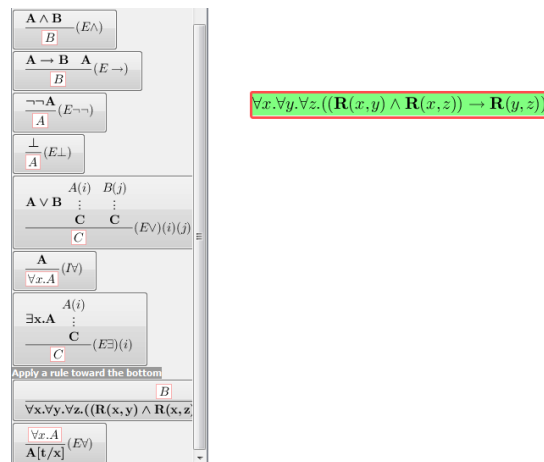 A ∧ B
B (E∧)
A → B A
B (E →)
¬¬A
A (E¬¬)
⊥
A (E⊥)
A(i) B(j)
A ∨ B ⋮ ⋮
C C
C (E∨)(i)(j)
A
∀x.A (I∀)
A(i)
∃x.A ⋮
C
C (E∃)(i)
Apply a rule toward the bottom
B
∀x.∀y.∀z.((R(x,y) ∧ R(x,z)
∀x.A
A[t/x] (E∀)
∀x.∀y.∀z.((R(x,y) ∧ R(x,z)) → R(y,z))